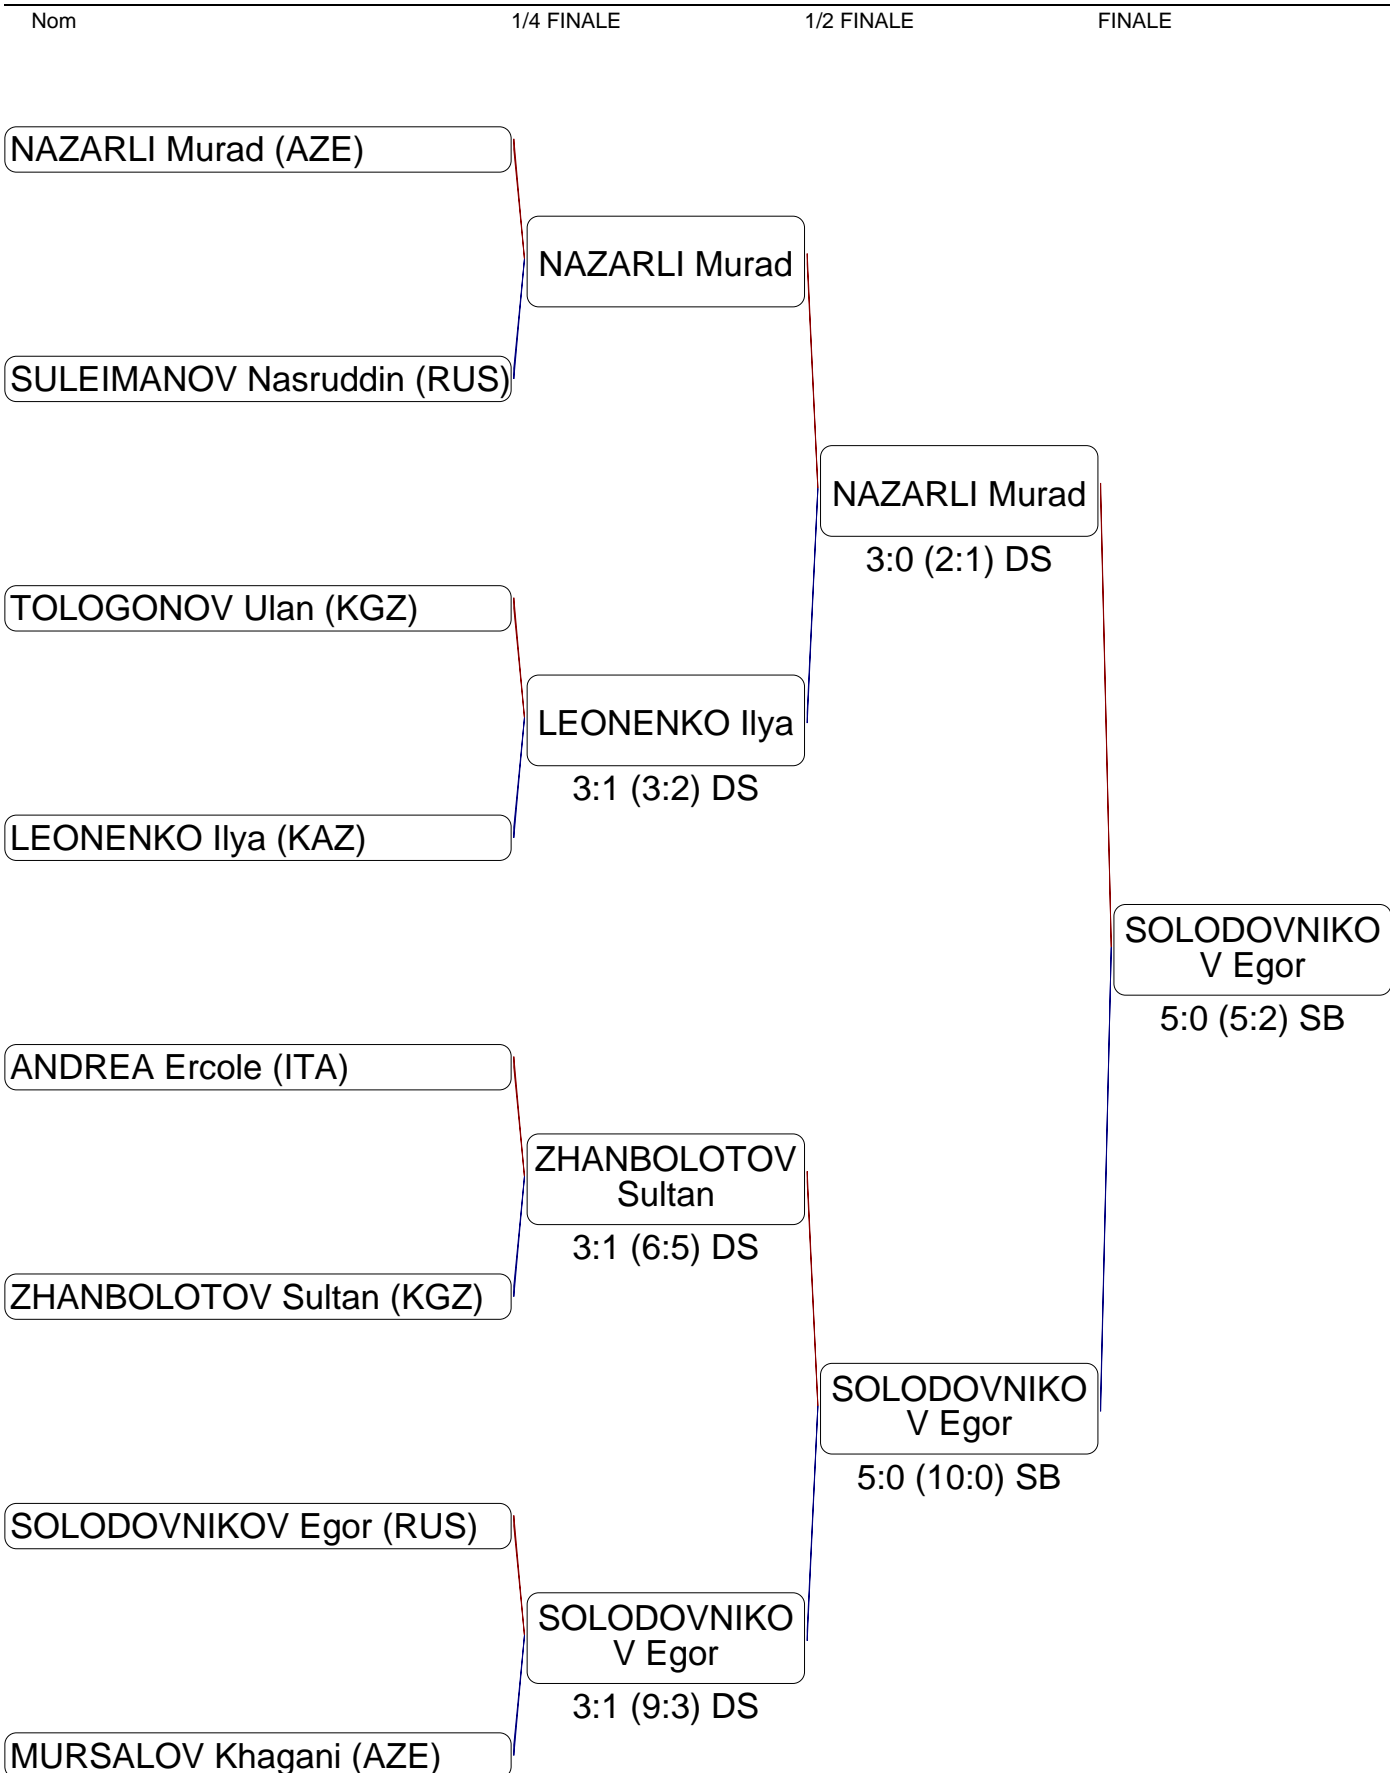 Nom 1/4 FINALE 1/2 FINALE FINALE
NAZARLI Murad (AZE)
NAZARLI Murad
SULEIMANOV Nasruddin (RUS)
NAZARLI Murad
3:0 (2:1) DS
TOLOGONOV Ulan (KGZ)
LEONENKO Ilya
3:1 (3:2) DS
LEONENKO Ilya (KAZ)
SOLODOVNIKO
V Egor
5:0 (5:2) SB
ANDREA Ercole (ITA)
ZHANBOLOTOV
Sultan
3:1 (6:5) DS
ZHANBOLOTOV Sultan (KGZ)
SOLODOVNIKO
V Egor
5:0 (10:0) SB
SOLODOVNIKOV Egor (RUS)
SOLODOVNIKO
V Egor
3:1 (9:3) DS
MURSALOV Khagani (AZE)